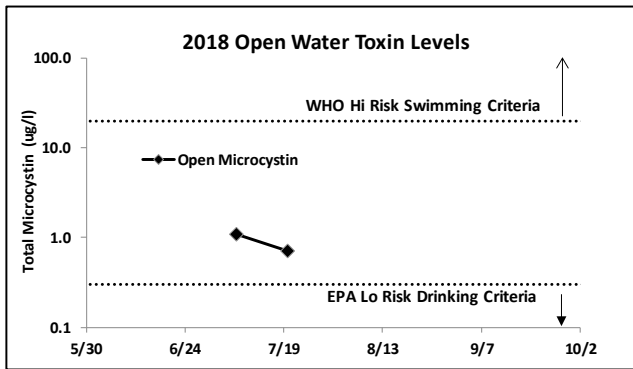 2018 Open Water Toxin Levels
100.0
WHO Hi Risk Swimming Criteria
10.0
Open Microcystin
Total Microcystin (ug/l)
1.0
EPA Lo Risk Drinking Criteria
0.1
5/30 6/24 7/19 8/13 9/7 10/2